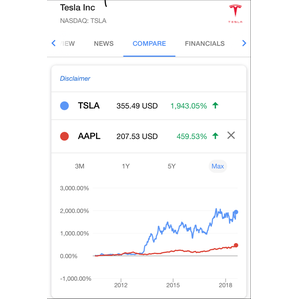 Tesla Inc
NASDAQ: TSLA
TESLA
IEW NEWS COMPARE FINANCIALS
Disclaimer
TSLA 355.49 USD 1,943.05%
AAPL 207.53 USD 459.53%
3M 1Y 5Y Max
3,000.00%
2,000.00%
1,000.00%
0.00%
-1,000.00%
2012 2015 2018